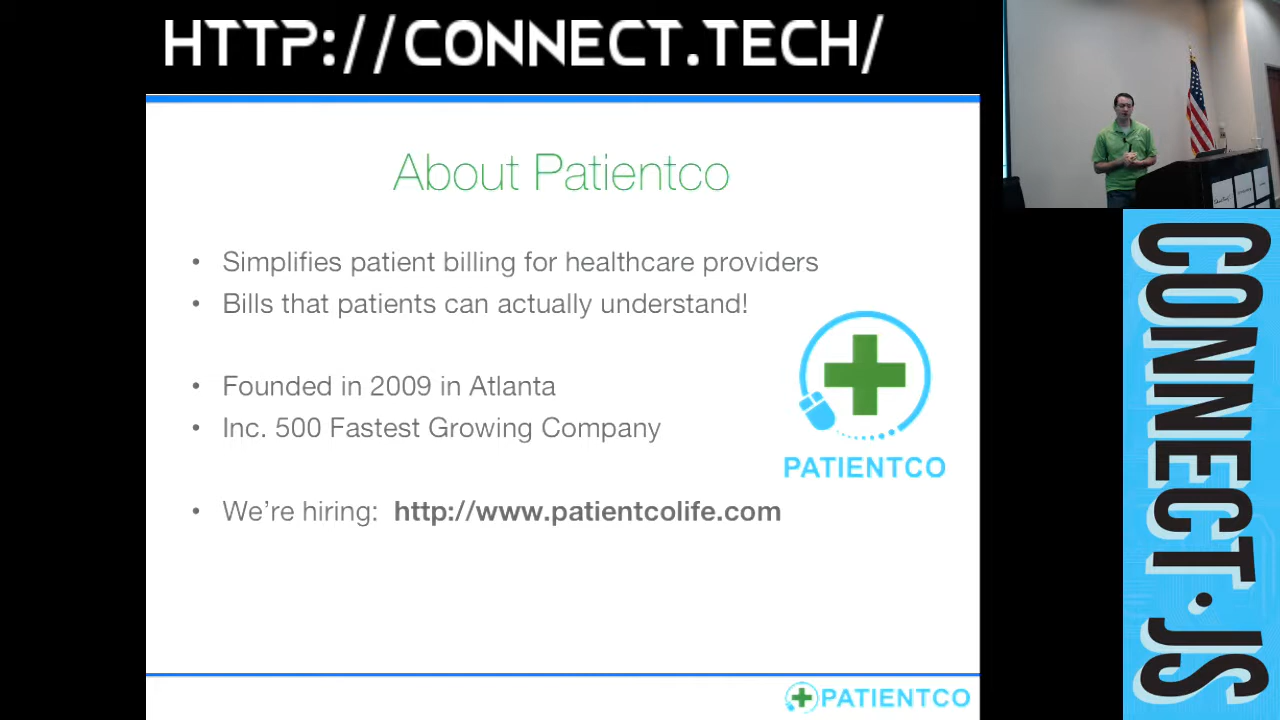 HTTP://CONNECT.TECH/
About Patientco
• Simplifies patient billing for healthcare providers
• Bills that patients can actually understand!
• Founded in 2009 in Atlanta
• Inc. 500 Fastest Growing Company
• We're hiring: http://www.patientcolife.com
PATIENTCO
PATIENTCO
CONNECT.JS